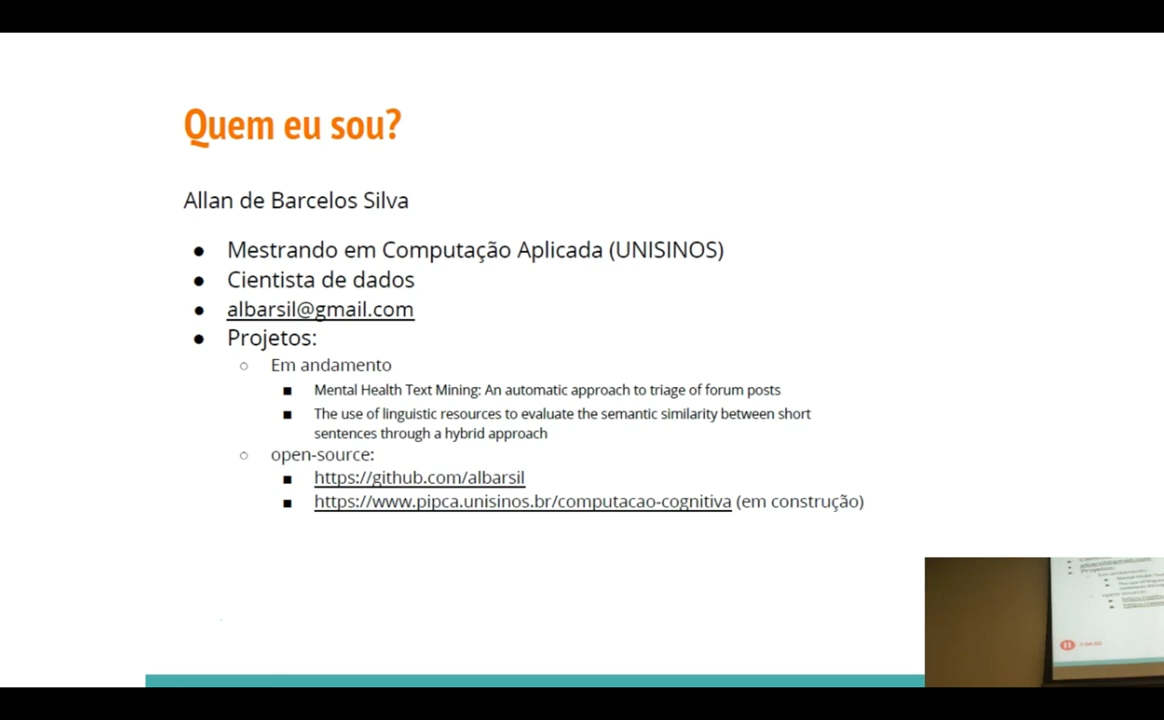 Quem eu sou?
Allan de Barcelos Silva
● Mestrando em Computação Aplicada (UNISINOS)
● Cientista de dados
● albarsil@gmail.com
● Projetos:
○ Em andamento
■ Mental Health Text Mining: An automatic approach to triage of forum posts
■ The use of linguistic resources to evaluate the semantic similarity between short
sentences through a hybrid approach
○ open-source:
■ https://github.com/albarsil
■ https://www.pipca.unisinos.br/computacao-cognitiva (em construção)
Projetos: